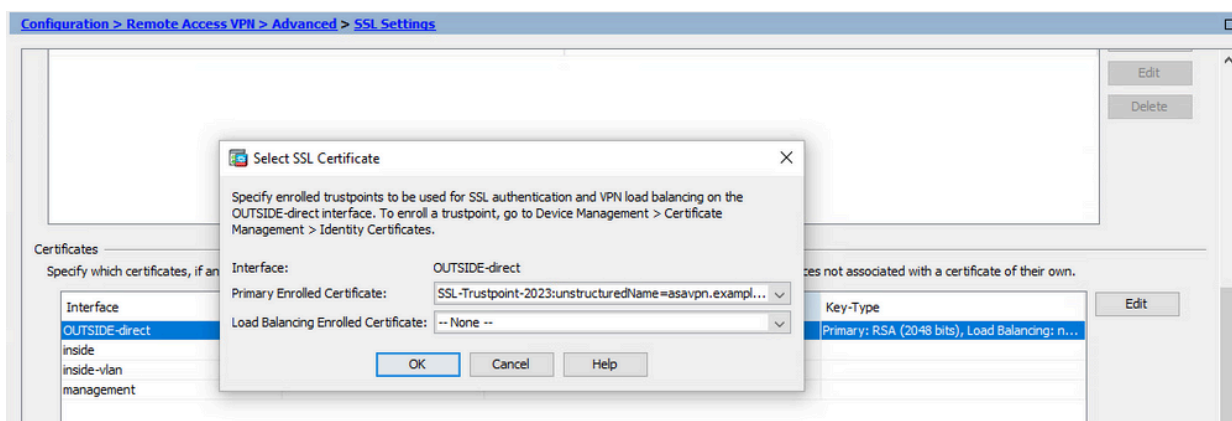 Configuration > Remote Access VPN > Advanced > SSL Settings
Edit
Delete
Select SSL Certificate
Specify enrolled trustpoints to be used for SSL authentication and VPN load balancing on the
OUTSIDE-direct interface. To enroll a trustpoint, go to Device Management > Certificate
Management > Identity Certificates.
Certificates
Specify which certificates, if an
ces not associated with a certificate of their own.
Interface: OUTSIDE-direct
Primary Enrolled Certificate: SSL-Trustpoint-2023:unstructuredName=asavpn.exampl...
Load Balancing Enrolled Certificate: -- None --
OK Cancel Help
Interface Key-Type
Edit
OUTSIDE-direct Primary: RSA (2048 bits), Load Balancing: n...
inside
inside-vlan
management